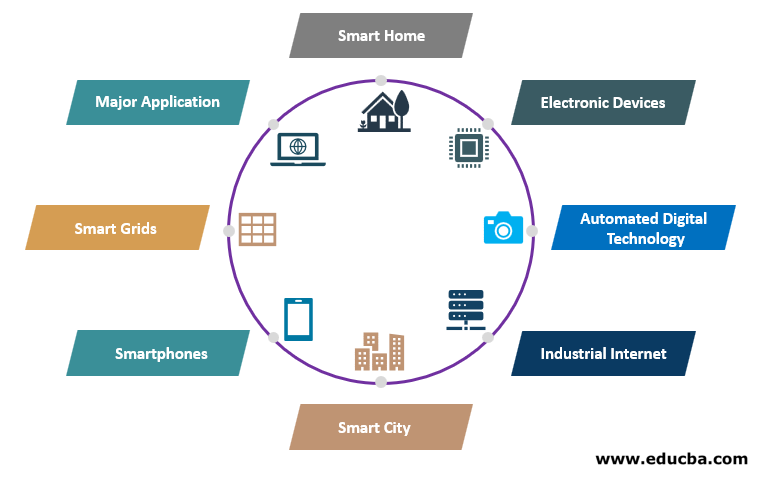 Smart Home
Major Application
Electronic Devices
Smart Grids
Automated Digital
Technology
Smartphones
Industrial Internet
Smart City
www.educba.com